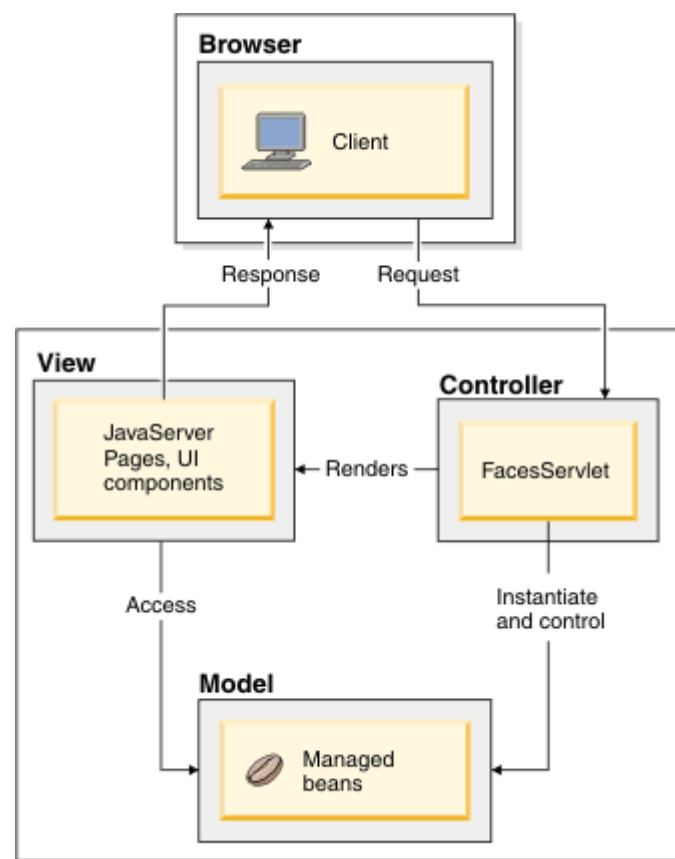 Browser
Client
Response
Request
View
Controller
JavaServer
Pages, UI
components
Renders
FacesServlet
Access
Instantiate
and control
Model
Managed
beans